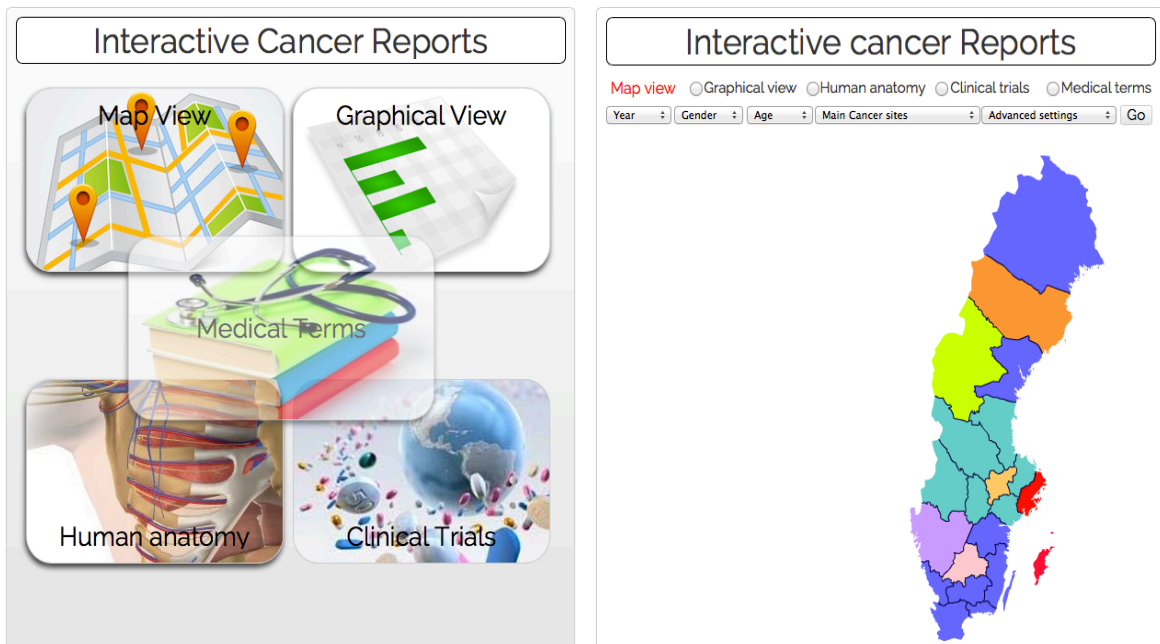 Interactive Cancer Reports
Map View
Graphical View
Medical Terms
Human anatomy
Clinical Trials
Interactive cancer Reports
Map view Graphical view Human anatomy Clinical trials Medical terms
Year Gender Age Main Cancer sites Advanced settings Go